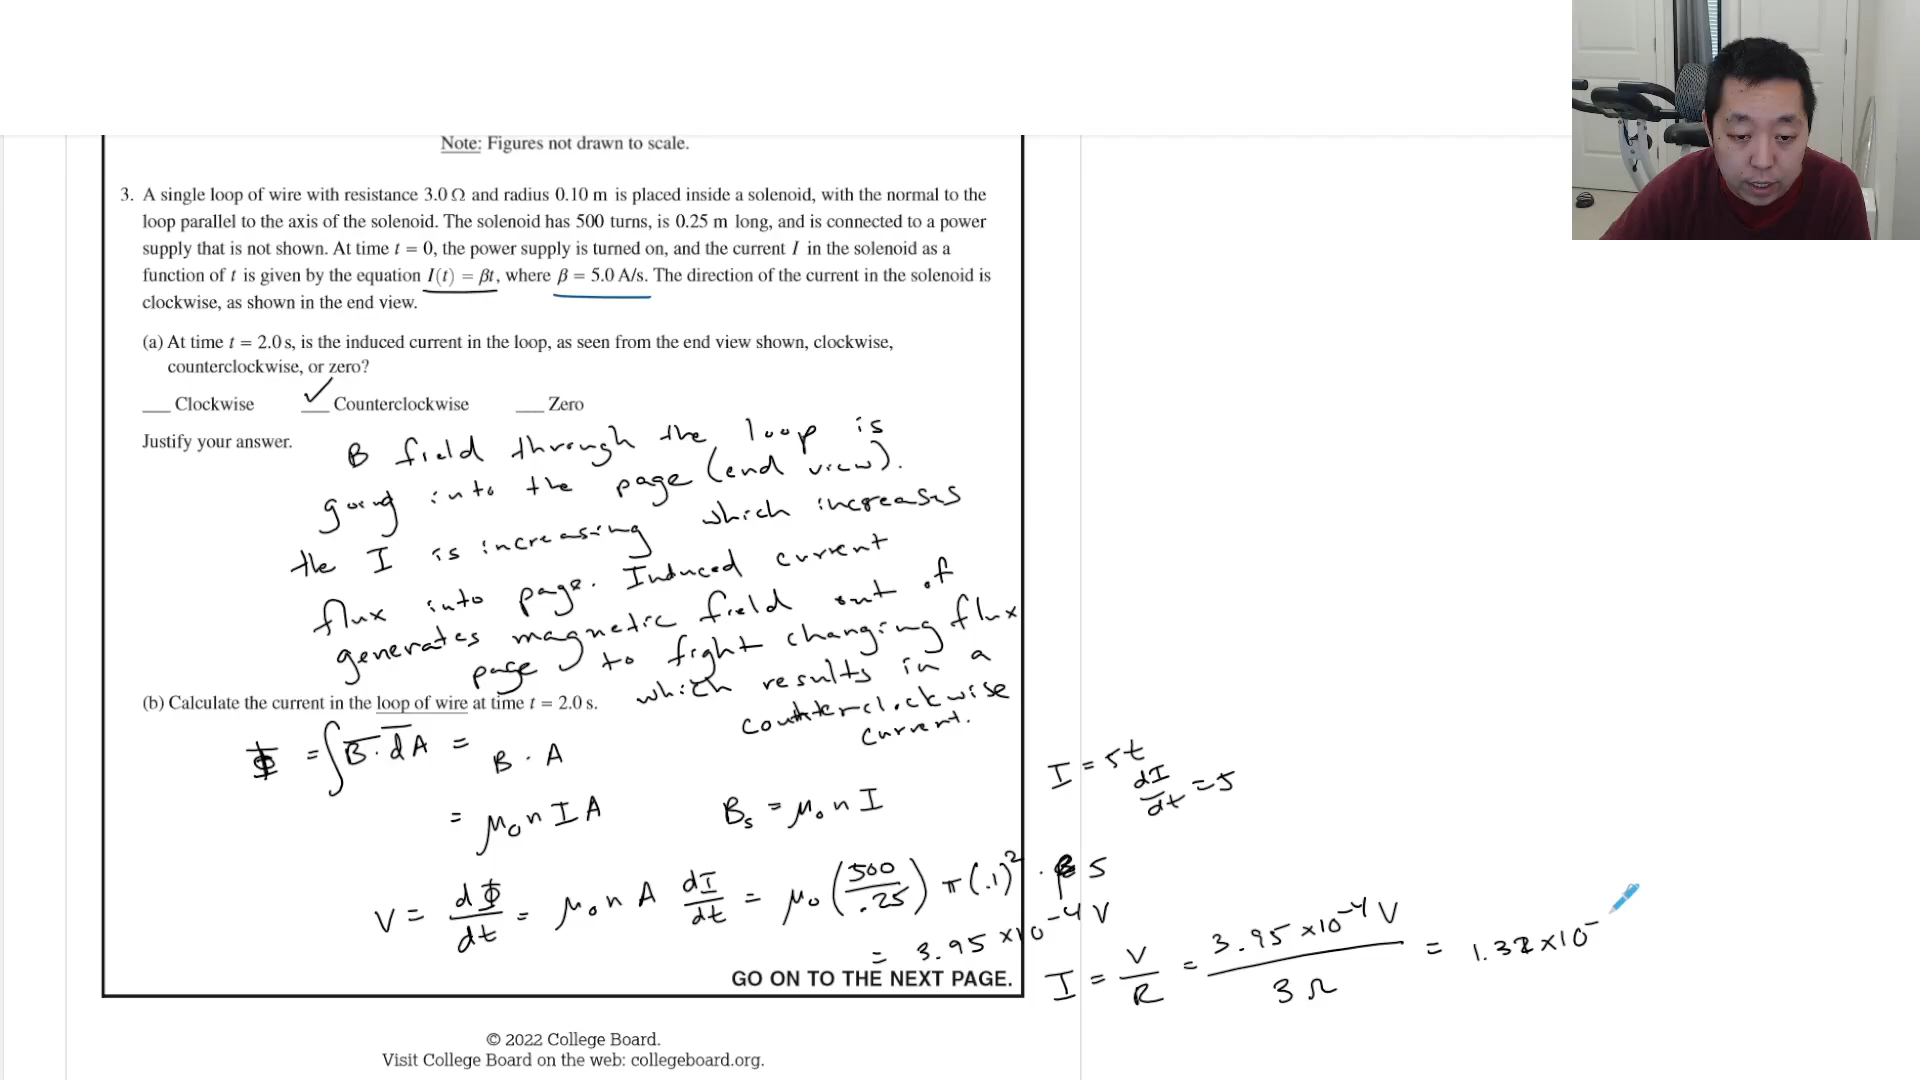 Note: Figures not drawn to scale.
3. A single loop of wire with resistance 3.0 Ω and radius 0.10 m is placed inside a solenoid, with the normal to the
loop parallel to the axis of the solenoid. The solenoid has 500 turns, is 0.25 m long, and is connected to a power
supply that is not shown. At time t = 0, the power supply is turned on, and the current I in the solenoid as a
function of t is given by the equation I(t) = βt, where β = 5.0 A/s. The direction of the current in the solenoid is
clockwise, as shown in the end view.
(a) At time t = 2.0 s, is the induced current in the loop, as seen from the end view shown, clockwise,
counterclockwise, or zero?
___ Clockwise _✓_ Counterclockwise ___ Zero
Justify your answer.
B field through the loop is
going into the page (end view).
the I is increasing which increases
flux into page. Induced current
generates magnetic field out of
page to fight changing flux
which results in a
counterclockwise
current.
(b) Calculate the current in the loop of wire at time t = 2.0 s.
Φ = ∫ B · dA = B · A
= μ₀ n I A
Bₛ = μ₀ n I
I = 5t
dI/dt = 5
V = dΦ/dt = μ₀ n A dI/dt = μ₀ (500/.25) π (.1)² · 5
= 3.95 × 10⁻⁴ V
I = V/R = 3.95 × 10⁻⁴ V / 3 Ω = 1.32 × 10⁻
GO ON TO THE NEXT PAGE.
© 2022 College Board.
Visit College Board on the web: collegeboard.org.